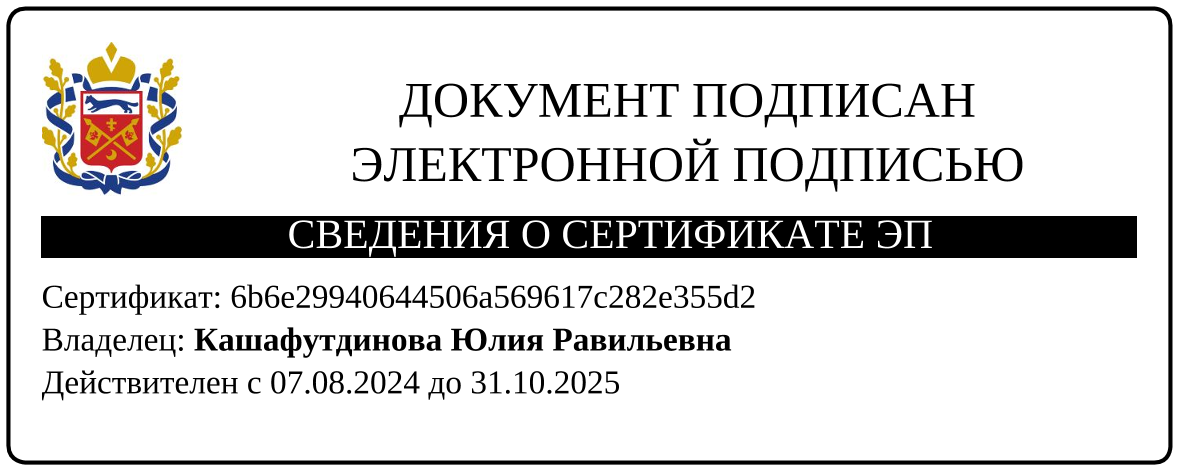 ДОКУМЕНТ ПОДПИСАН
ЭЛЕКТРОННОЙ ПОДПИСЬЮ
СВЕДЕНИЯ О СЕРТИФИКАТЕ ЭП
Сертификат: 6b6e29940644506a569617c282e355d2
Владелец: Кашафутдинова Юлия Равильевна
Действителен с 07.08.2024 до 31.10.2025